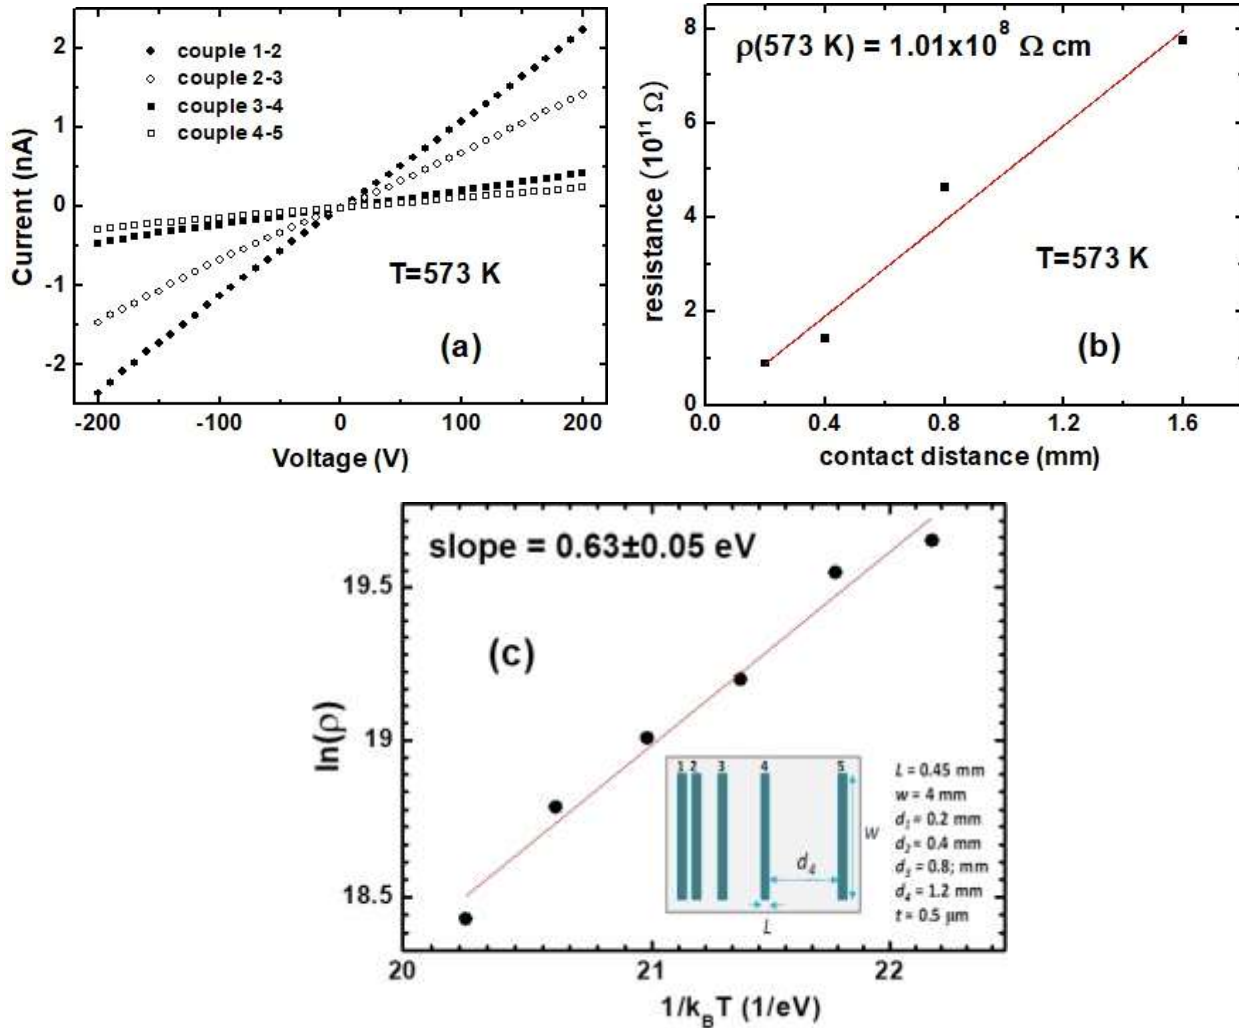 2
1
0
-1
-2
Current (nA)
couple 1-2
couple 2-3
couple 3-4
couple 4-5
T=573 K
(a)
-200 -100 0 100 200
Voltage (V)
8
6
4
2
0
resistance (10¹¹ Ω)
ρ(573 K) = 1.01x10⁸ Ω cm
T=573 K
(b)
0.0 0.4 0.8 1.2 1.6
contact distance (mm)
slope = 0.63±0.05 eV
19.5
19
18.5
ln(ρ)
(c)
1 2 3 4 5
d₄
w
L
L = 0.45 mm
w = 4 mm
d₁ = 0.2 mm
d₂ = 0.4 mm
d₃ = 0.8; mm
d₄ = 1.2 mm
t = 0.5 μm
20 21 22
1/k_BT (1/eV)